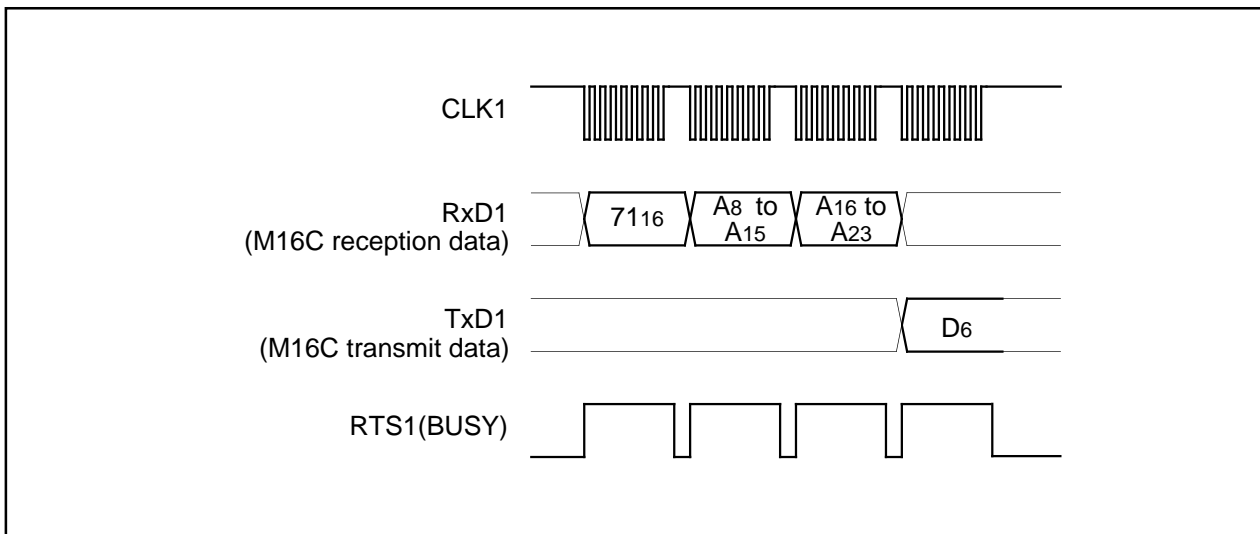 CLK1
RxD1
(M16C reception data)
7116
A8 to
A15
A16 to
A23
TxD1
(M16C transmit data)
D6
RTS1(BUSY)